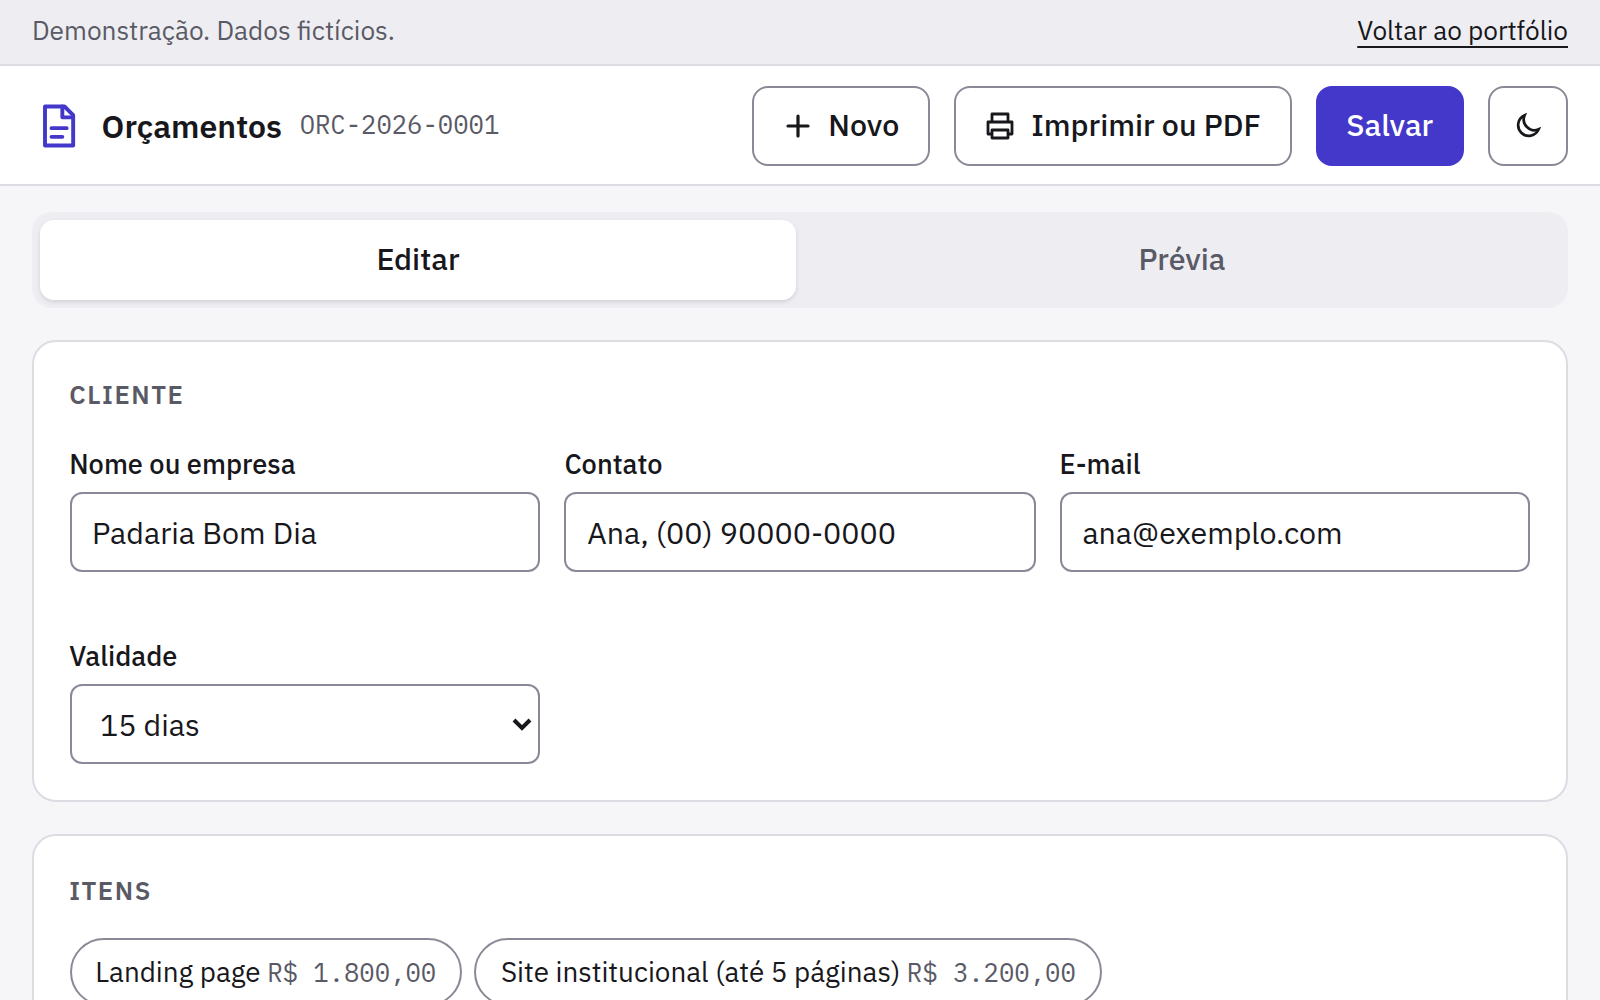 Demonstração. Dados fictícios.
Voltar ao portfólio
Orçamentos ORC-2026-0001
Novo
Imprimir ou PDF
Salvar
Editar
Prévia
CLIENTE
Nome ou empresa
Contato
E-mail
Padaria Bom Dia
Ana, (00) 90000-0000
ana@exemplo.com
Validade
15 dias
ITENS
Landing page R$ 1.800,00
Site institucional (até 5 páginas) R$ 3.200,00